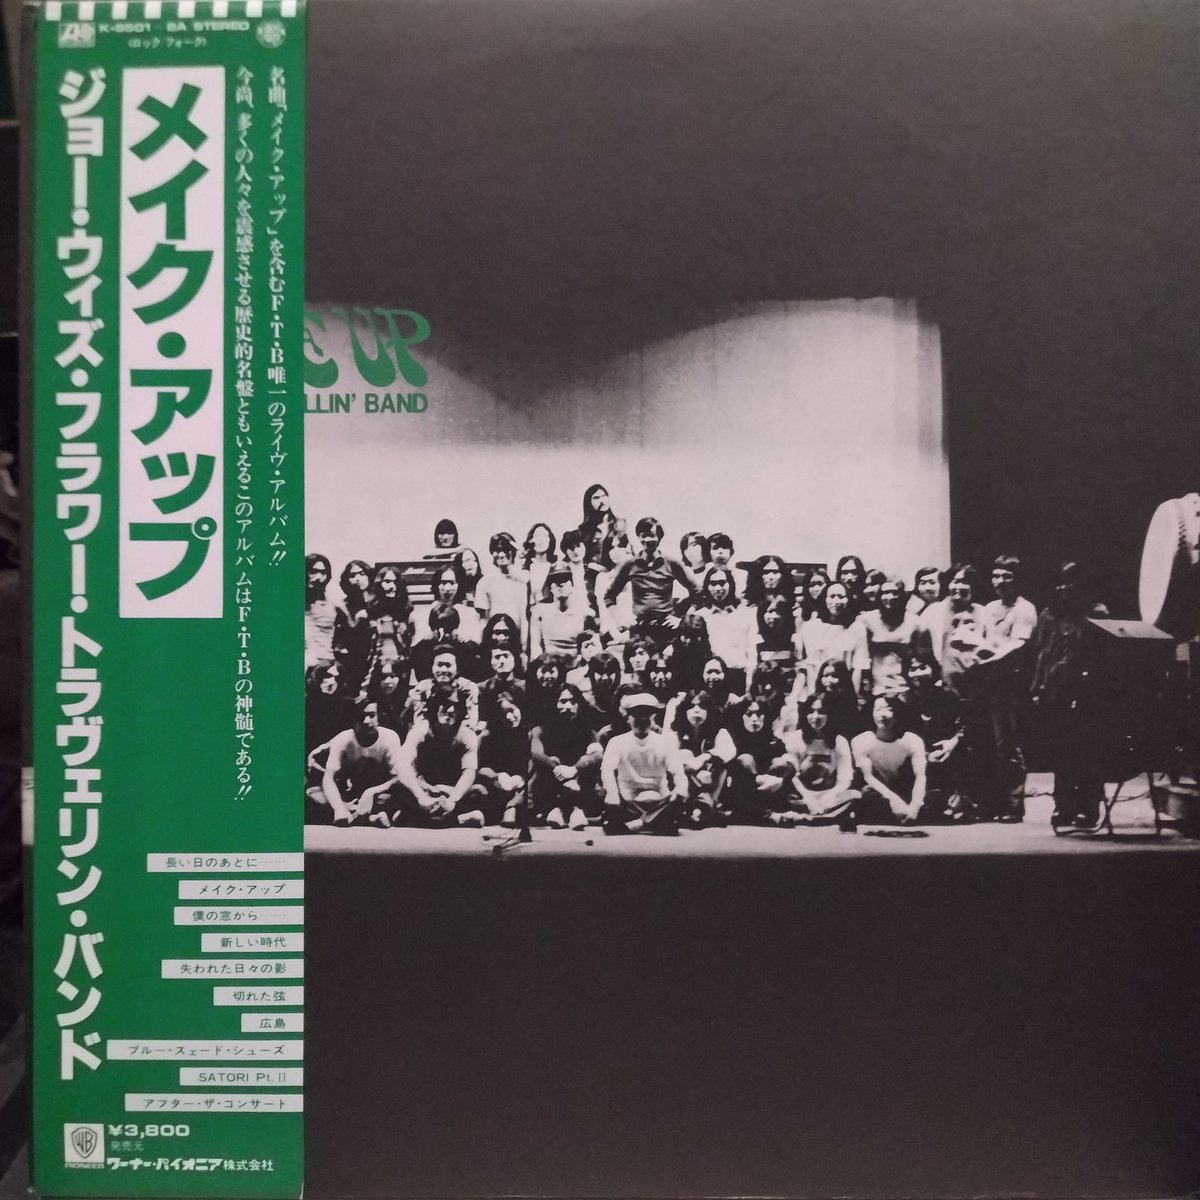 K-5501~2A STEREO
〈ロック フォーク〉
名曲「メイク・アップ」を含むF・T・B唯一のライヴ・アルバム!!
今尚、多くの人々を震感させる歴史的名盤ともいえるこのアルバムはF・T・Bの神髄である!!
メイク・アップ
ジョー・ウィズ・フラワー・トラヴェリン・バンド
E UP
LLIN' BAND
長い日のあとに……
メイク・アップ
僕の窓から……
新しい時代
失われた日々の影
切れた弦
広島
ブルー・スェード・シューズ
SATORI Pt.II
アフター・ザ・コンサート
¥3,800
発売元
PIONEER ワーナー・パイオニア株式会社